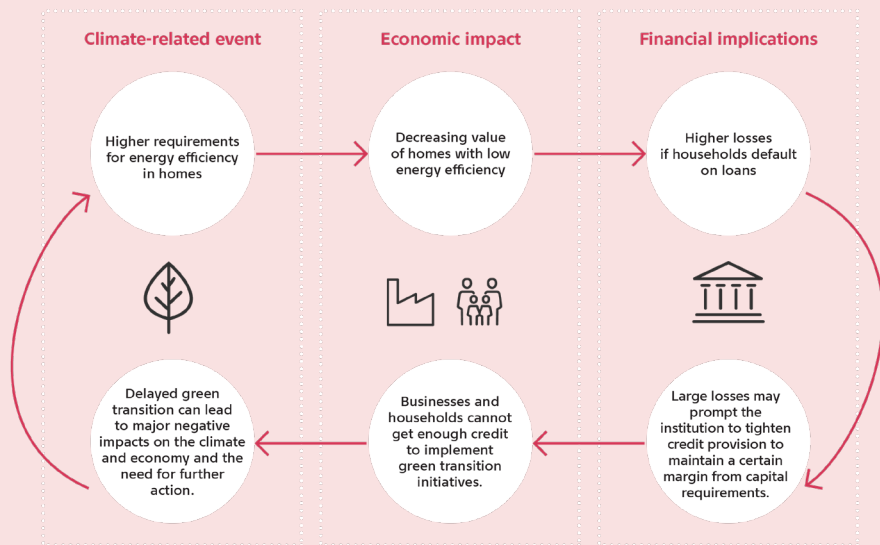 Climate-related event
Economic impact
Financial implications
Higher requirements
for energy efficiency
in homes
Decreasing value
of homes with low
energy efficiency
Higher losses
if households default
on loans
Delayed green
transition can lead
to major negative
impacts on the climate
and economy and the
need for further
action.
Businesses and
households cannot
get enough credit
to implement
green transition
initiatives.
Large losses may
prompt the
institution to tighten
credit provision to
maintain a certain
margin from capital
requirements.